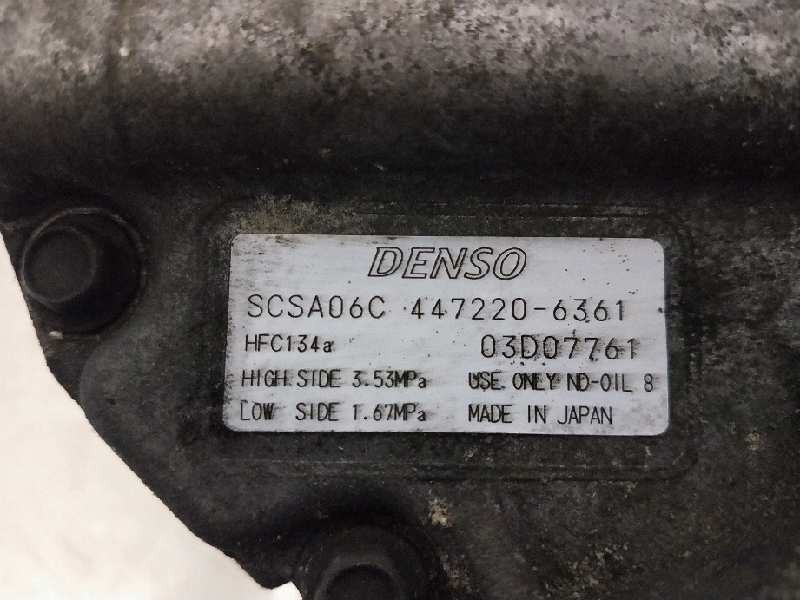 DENSO
SCSA06C 447220-6361
HFC134a 03D07761
HIGH SIDE 3.53MPa USE ONLY ND-OIL 8
LOW SIDE 1.67MPa MADE IN JAPAN